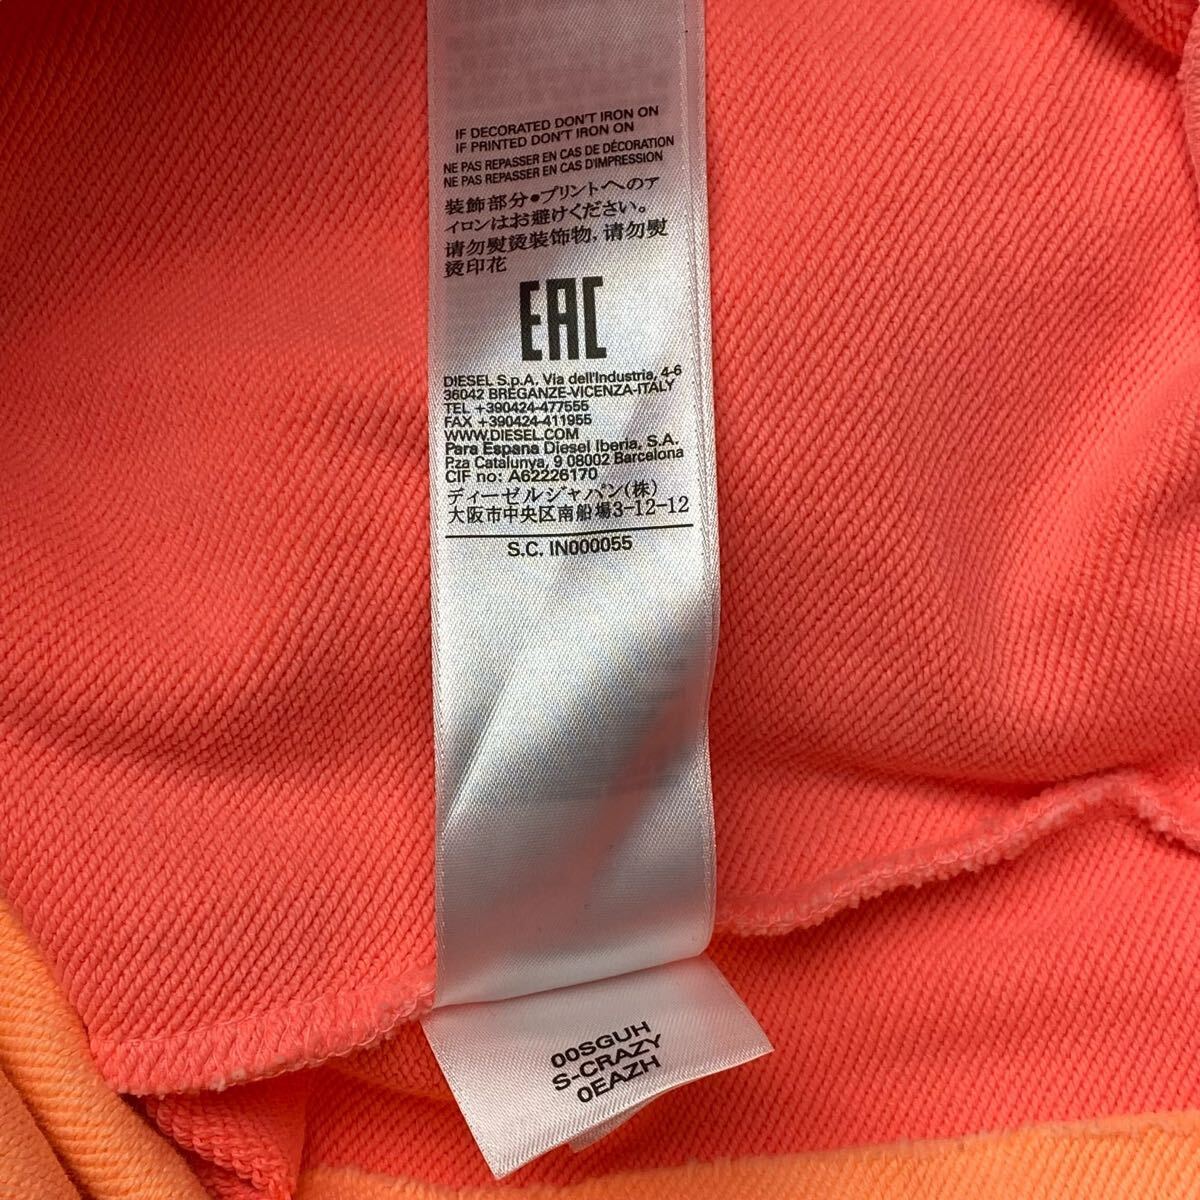 IF DECORATED DON'T IRON ON
IF PRINTED DON'T IRON ON
NE PAS REPASSER EN CAS DE DÉCORATION
NE PAS REPASSER EN CAS D'IMPRESSION
装飾部分●プリントへのア
イロンはお避けください。
请勿熨烫装饰物, 请勿熨
烫印花
EAC
DIESEL S.p.A. Via dell'Industria, 4-6
36042 BREGANZE-VICENZA-ITALY
TEL +390424-477555
FAX +390424-411955
WWW.DIESEL.COM
Para Espana Diesel Iberia, S.A.
Pza Catalunya, 9 08002 Barcelona
CIF no: A62226170
ディーゼルジャパン(株)
大阪市中央区南船場3-12-12
S.C. IN000055
00SGUH
S-CRAZY
0EAZH